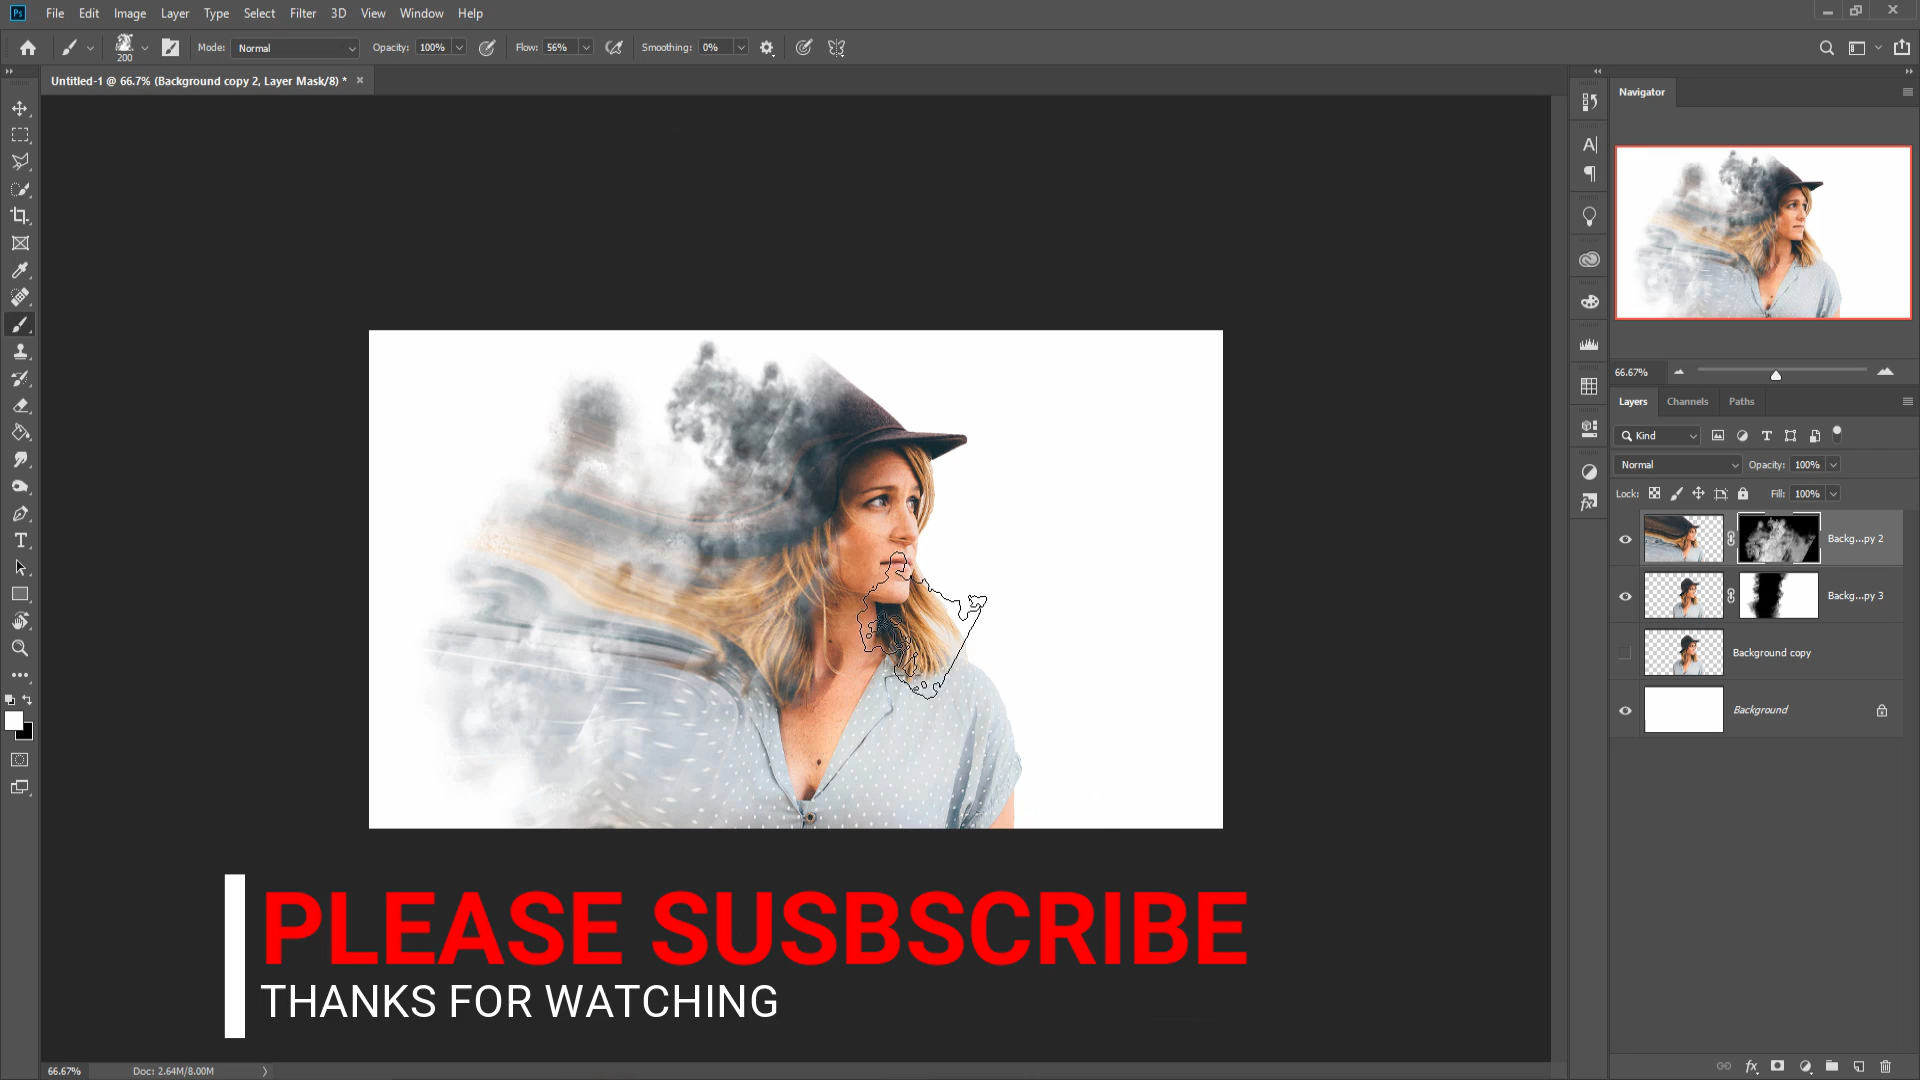 Ps File Edit Image Layer Type Select Filter 3D View Window Help
200 Mode: Normal Opacity: 100% Flow: 56% Smoothing: 0%
Untitled-1 @ 66.7% (Background copy 2, Layer Mask/8) *
Navigator
66.67%
Layers Channels Paths
Kind
Normal Opacity: 100%
Lock: Fill: 100%
Backg...py 2
Backg...py 3
Background copy
Background
PLEASE SUSBSCRIBE
THANKS FOR WATCHING
66.67% Doc: 2.64M/8.00M